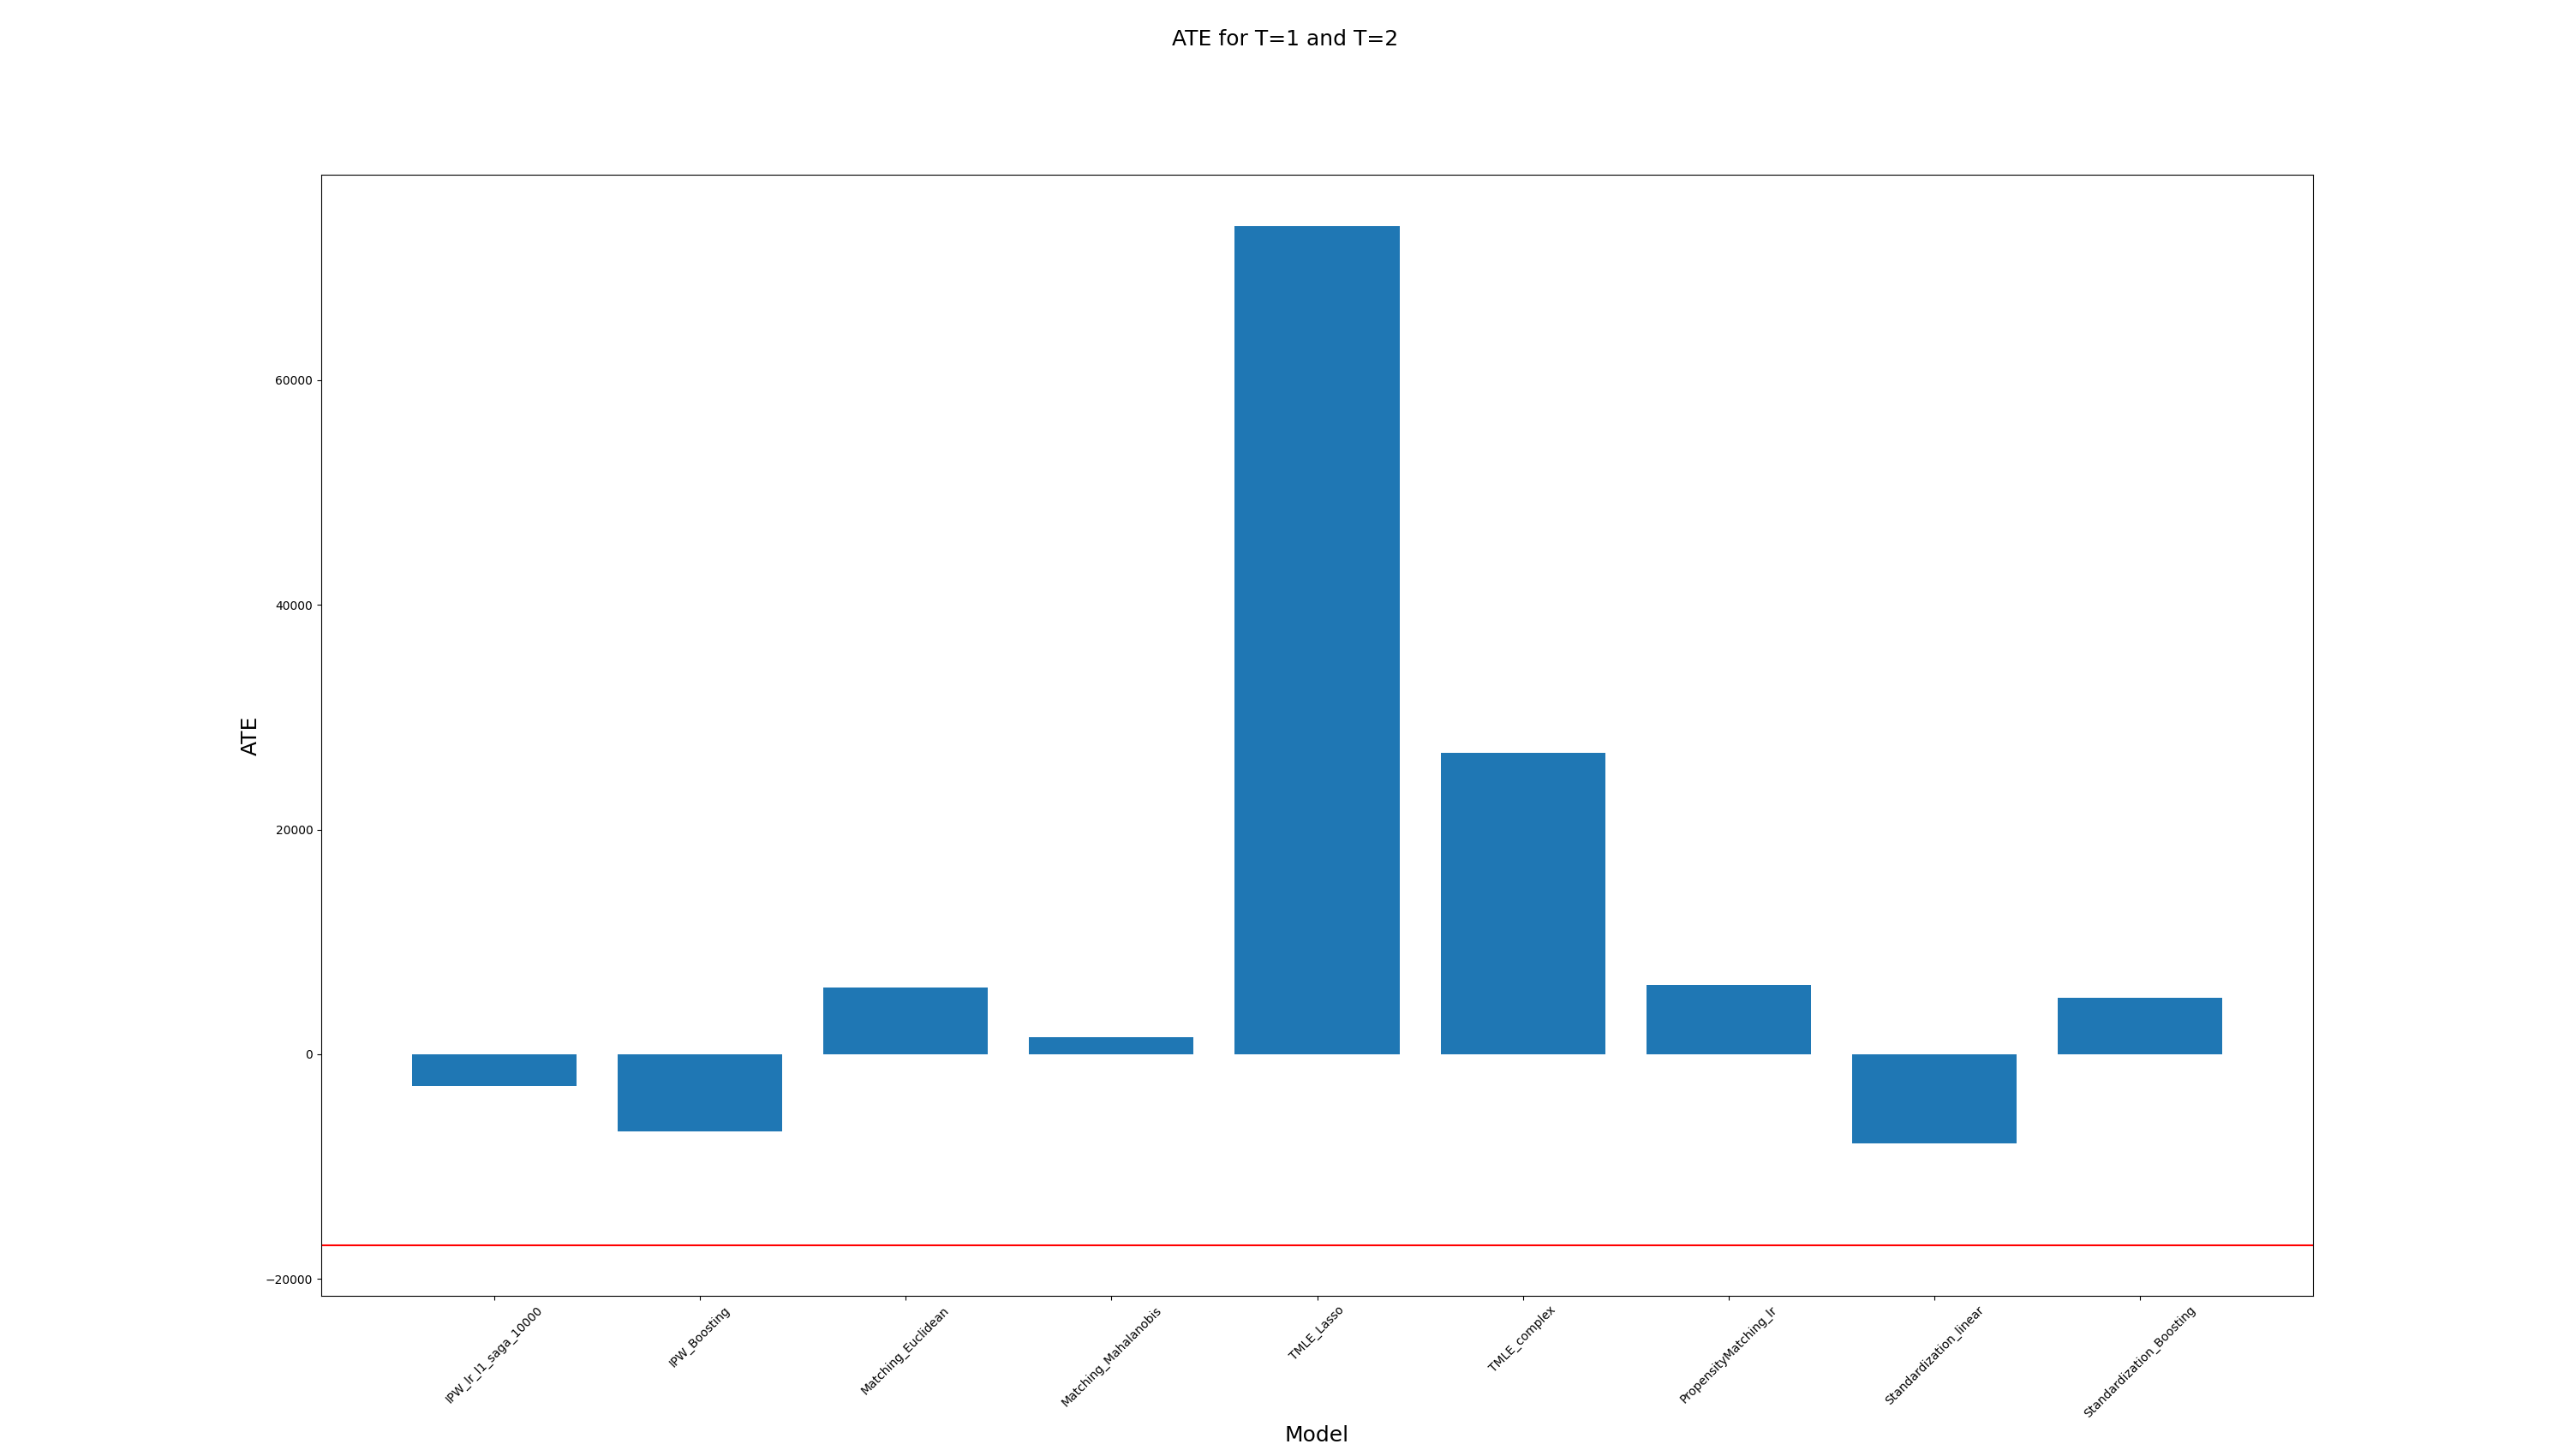 ATE for T=1 and T=2
ATE
60000
40000
20000
0
−20000
IPW_lr_l1_saga_10000
IPW_Boosting
Matching_Euclidean
Matching_Mahalanobis
TMLE_Lasso
TMLE_complex
PropensityMatching_lr
Standardization_linear
Standardization_Boosting
Model